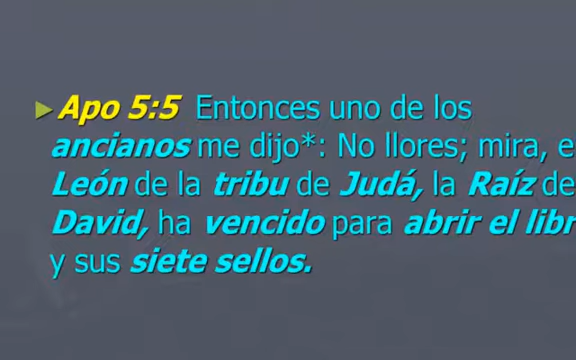 Apo 5:5 Entonces uno de los
ancianos me dijo*: No llores; mira, e
León de la tribu de Judá, la Raíz de
David, ha vencido para abrir el libr
y sus siete sellos.